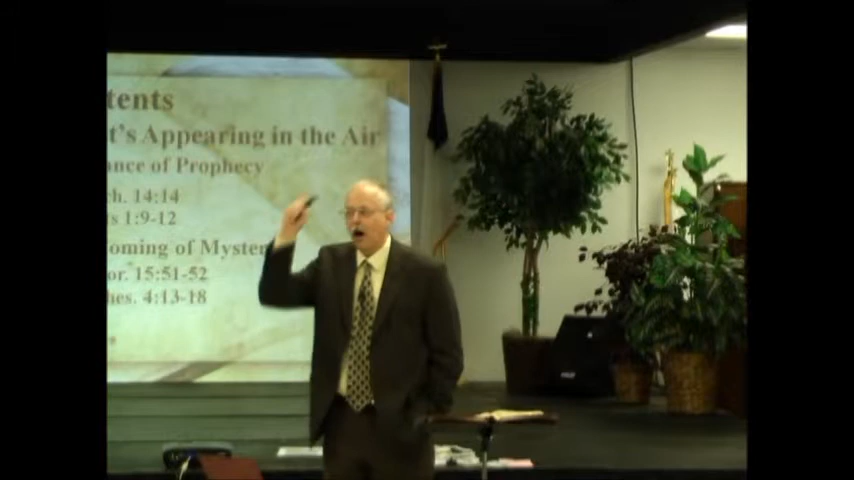 tents
t's Appearing in the Air
ance of Prophecy
ch. 14:14
s 1:9-12
oming of Myster
or. 15:51-52
hes. 4:13-18